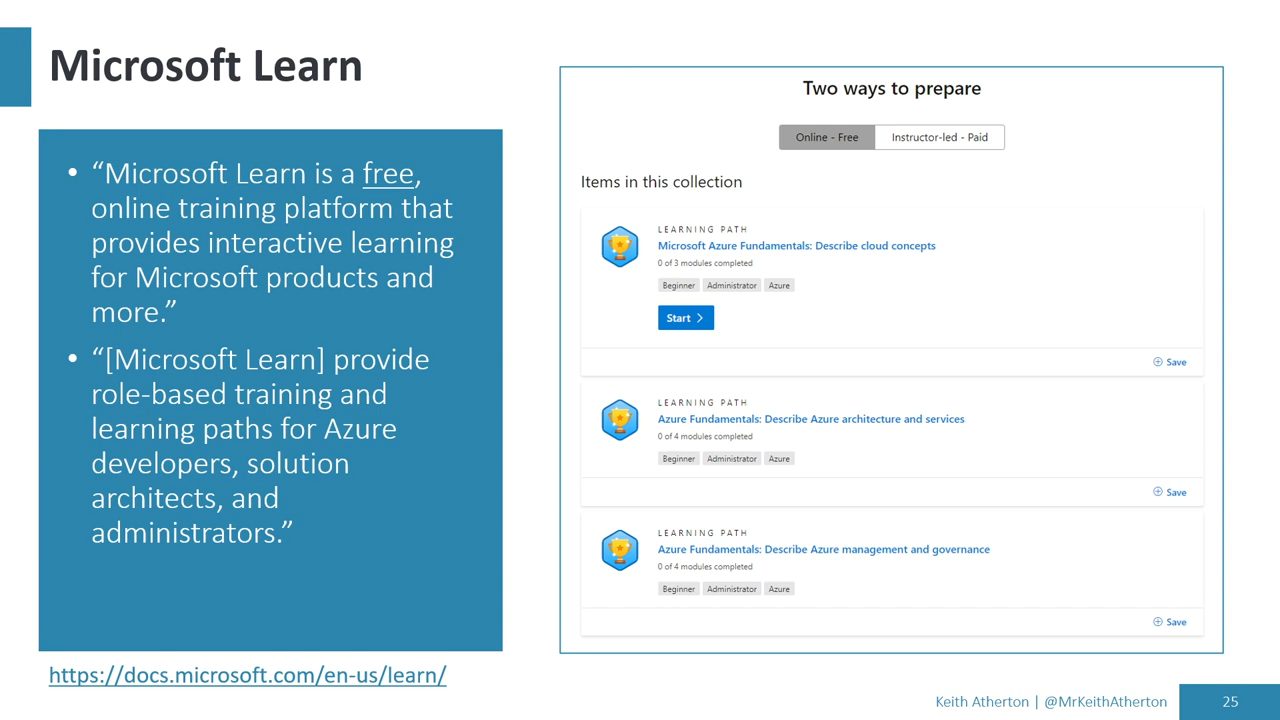 Microsoft Learn
• “Microsoft Learn is a free,
online training platform that
provides interactive learning
for Microsoft products and
more.”
• “[Microsoft Learn] provide
role-based training and
learning paths for Azure
developers, solution
architects, and
administrators.”
https://docs.microsoft.com/en-us/learn/
Two ways to prepare
Online - Free Instructor-led - Paid
Items in this collection
LEARNING PATH
Microsoft Azure Fundamentals: Describe cloud concepts
0 of 3 modules completed
Beginner Administrator Azure
Start
Save
LEARNING PATH
Azure Fundamentals: Describe Azure architecture and services
0 of 4 modules completed
Beginner Administrator Azure
Save
LEARNING PATH
Azure Fundamentals: Describe Azure management and governance
0 of 4 modules completed
Beginner Administrator Azure
Save
Keith Atherton | @MrKeithAtherton 25